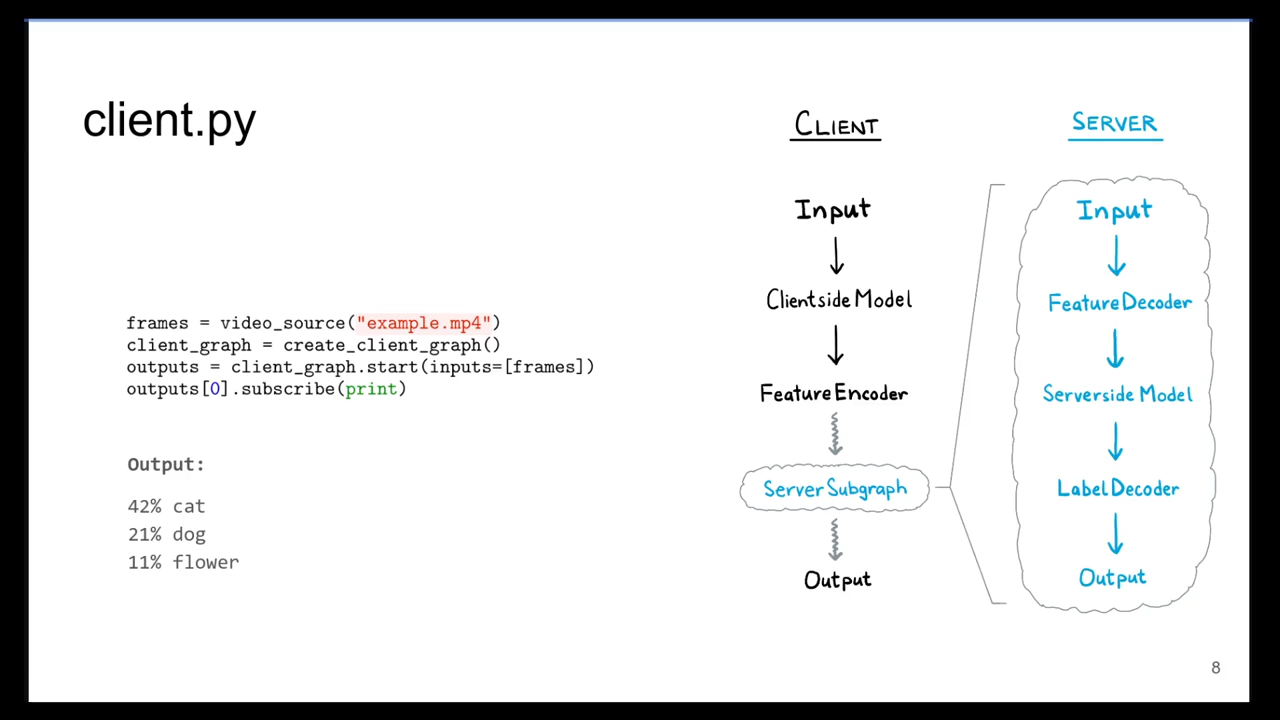 client.py
frames = video_source("example.mp4")
client_graph = create_client_graph()
outputs = client_graph.start(inputs=[frames])
outputs[0].subscribe(print)
Output:
42% cat
21% dog
11% flower
CLIENT
Input
Clientside Model
Feature Encoder
Server Subgraph
Output
SERVER
Input
Feature Decoder
Serverside Model
Label Decoder
Output
8